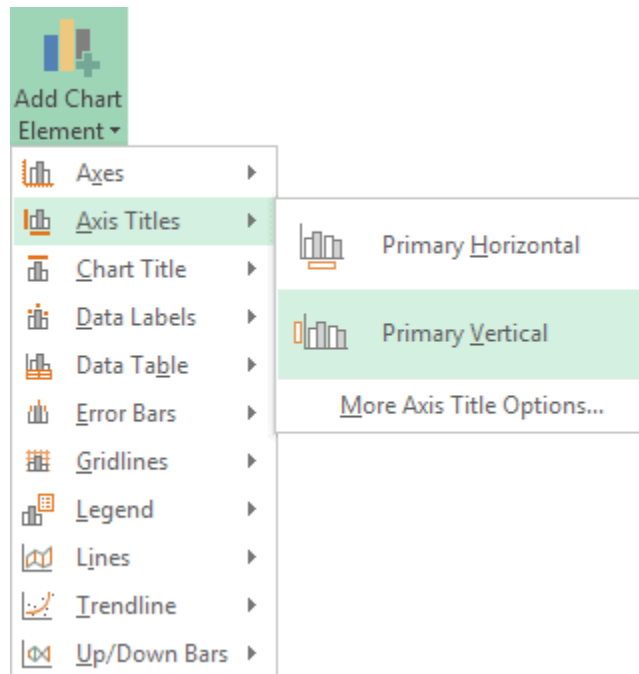 Add Chart
Element
Axes
Axis Titles
Chart Title
Data Labels
Data Table
Error Bars
Gridlines
Legend
Lines
Trendline
Up/Down Bars
Primary Horizontal
Primary Vertical
More Axis Title Options...